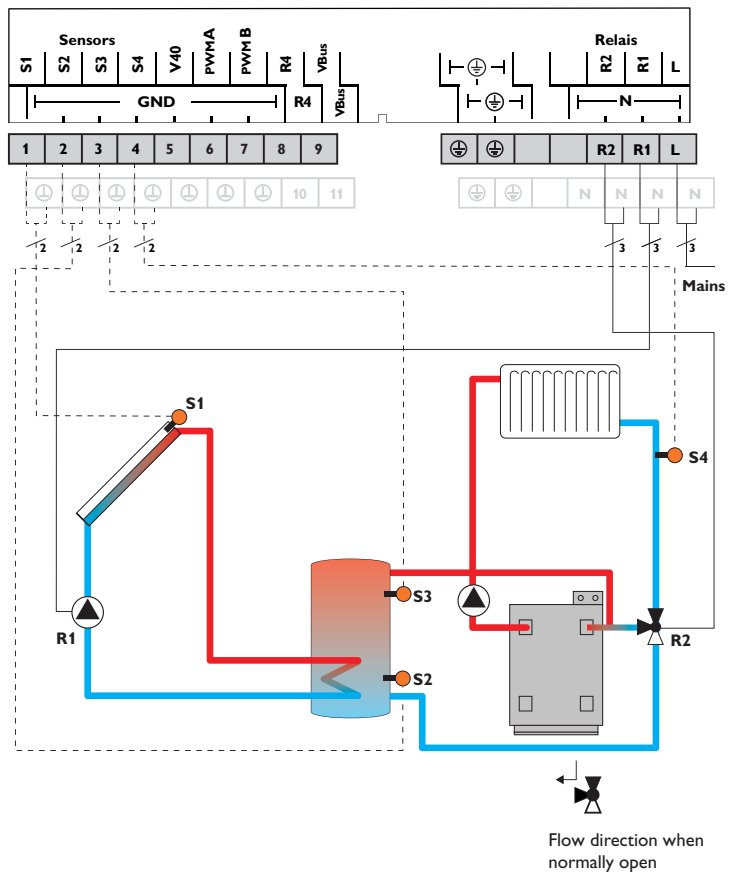 Sensors
Relais
S1 S2 S3 S4 V40 PWM A PWM B R4 VBus
R2 R1 L
GND
R4 VBus
N
1 2 3 4 5 6 7 8 9
R2 R1 L
10 11
N N N N
2 2 2 2
3 3 3
Mains
S1
S4
S3
R1
R2
S2
Flow direction when
normally open